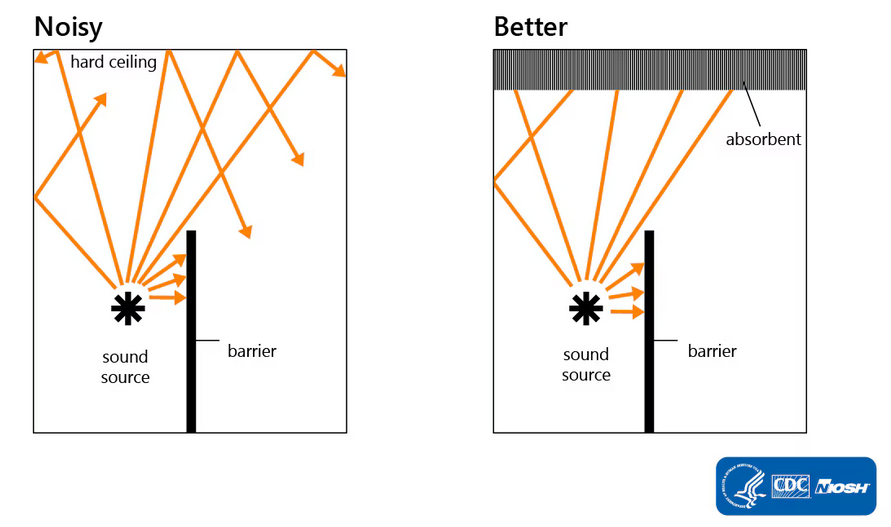 Noisy
hard ceiling
sound
source
barrier
Better
absorbent
sound
source
barrier
CDC
NIOSH